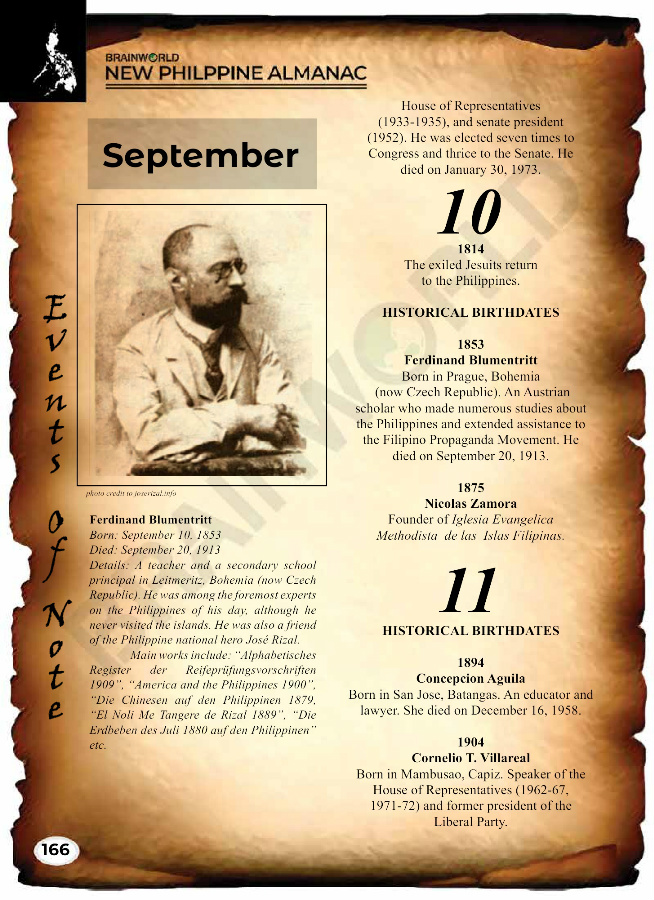 BRAINWORLD
NEW PHILPPINE ALMANAC
September
Events of Note
photo credit to joserizal.info
Ferdinand Blumentritt
Born: September 10, 1853
Died: September 20, 1913
Details: A teacher and a secondary school
principal in Leitmeritz, Bohemia (now Czech
Republic). He was among the foremost experts
on the Philippines of his day, although he
never visited the islands. He was also a friend
of the Philippine national hero José Rizal.
Main works include: “Alphabetisches
Register der Reifeprüfungsvorschriften
1909”, “America and the Philippines 1900”,
“Die Chinesen auf den Philippinen 1879,
“El Noli Me Tangere de Rizal 1889”, “Die
Erdbeben des Juli 1880 auf den Philippinen”
etc.
House of Representatives
(1933-1935), and senate president
(1952). He was elected seven times to
Congress and thrice to the Senate. He
died on January 30, 1973.
10
1814
The exiled Jesuits return
to the Philippines.
HISTORICAL BIRTHDATES
1853
Ferdinand Blumentritt
Born in Prague, Bohemia
(now Czech Republic). An Austrian
scholar who made numerous studies about
the Philippines and extended assistance to
the Filipino Propaganda Movement. He
died on September 20, 1913.
1875
Nicolas Zamora
Founder of Iglesia Evangelica
Methodista de las Islas Filipinas.
11
HISTORICAL BIRTHDATES
1894
Concepcion Aguila
Born in San Jose, Batangas. An educator and
lawyer. She died on December 16, 1958.
1904
Cornelio T. Villareal
Born in Mambusao, Capiz. Speaker of the
House of Representatives (1962-67,
1971-72) and former president of the
Liberal Party.
166
BRAINWORLD